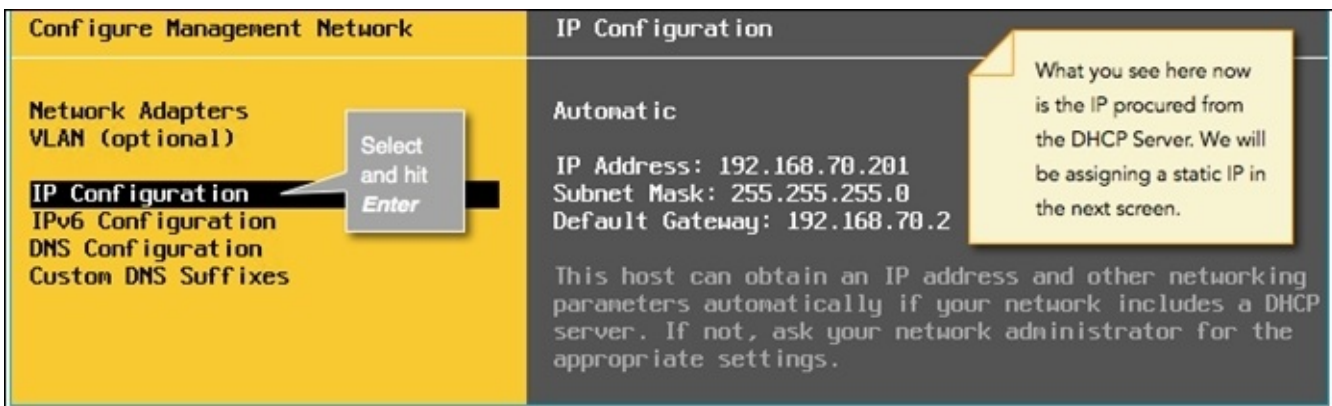 Configure Management Network
Network Adapters
VLAN (optional)
IP Configuration
IPv6 Configuration
DNS Configuration
Custom DNS Suffixes
Select
and hit
Enter
IP Configuration
Automatic
IP Address: 192.168.70.201
Subnet Mask: 255.255.255.0
Default Gateway: 192.168.70.2
This host can obtain an IP address and other networking
parameters automatically if your network includes a DHCP
server. If not, ask your network administrator for the
appropriate settings.
What you see here now
is the IP procured from
the DHCP Server. We will
be assigning a static IP in
the next screen.